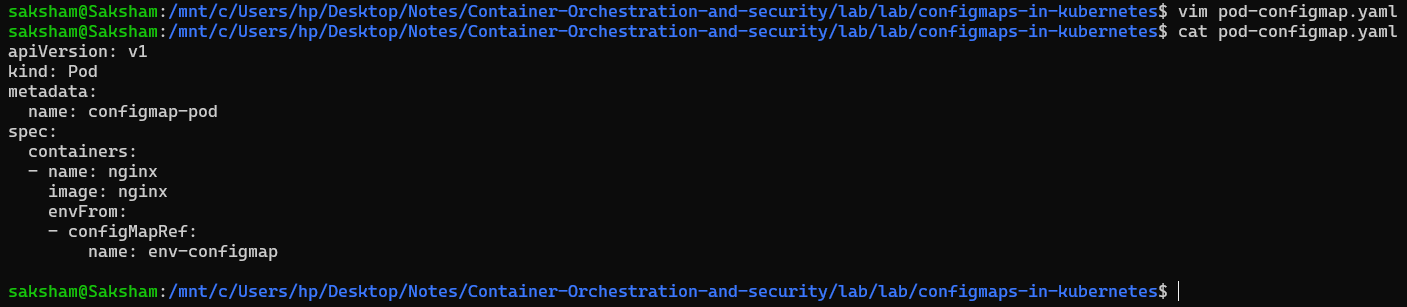 saksham@Saksham:/mnt/c/Users/hp/Desktop/Notes/Container-Orchestration-and-security/lab/lab/configmaps-in-kubernetes$ vim pod-configmap.yaml
saksham@Saksham:/mnt/c/Users/hp/Desktop/Notes/Container-Orchestration-and-security/lab/lab/configmaps-in-kubernetes$ cat pod-configmap.yaml
apiVersion: v1
kind: Pod
metadata:
  name: configmap-pod
spec:
  containers:
  - name: nginx
    image: nginx
    envFrom:
    - configMapRef:
        name: env-configmap

saksham@Saksham:/mnt/c/Users/hp/Desktop/Notes/Container-Orchestration-and-security/lab/lab/configmaps-in-kubernetes$